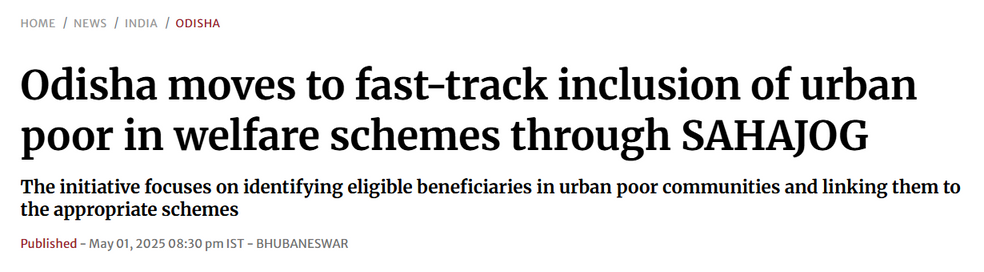 HOME / NEWS / INDIA / ODISHA
Odisha moves to fast-track inclusion of urban
poor in welfare schemes through SAHAJOG
The initiative focuses on identifying eligible beneficiaries in urban poor communities and linking them to
the appropriate schemes
Published - May 01, 2025 08:30 pm IST - BHUBANESWAR